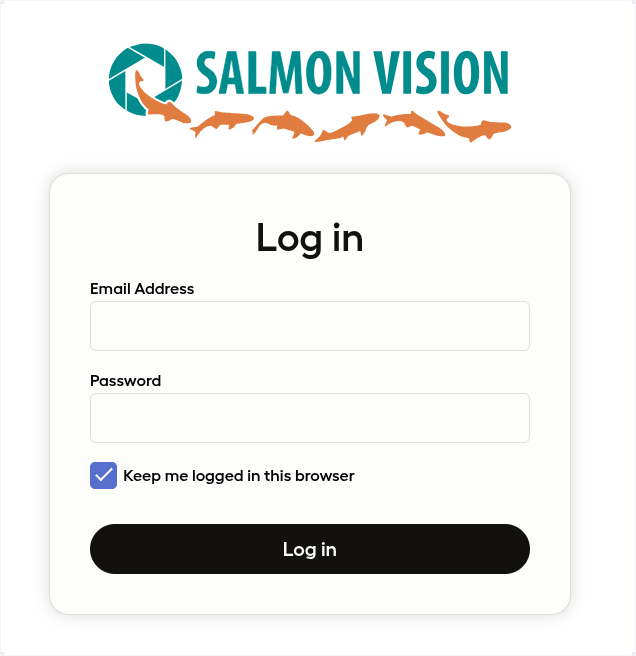 SALMON VISION
Log in
Email Address
Password
Keep me logged in this browser
Log in